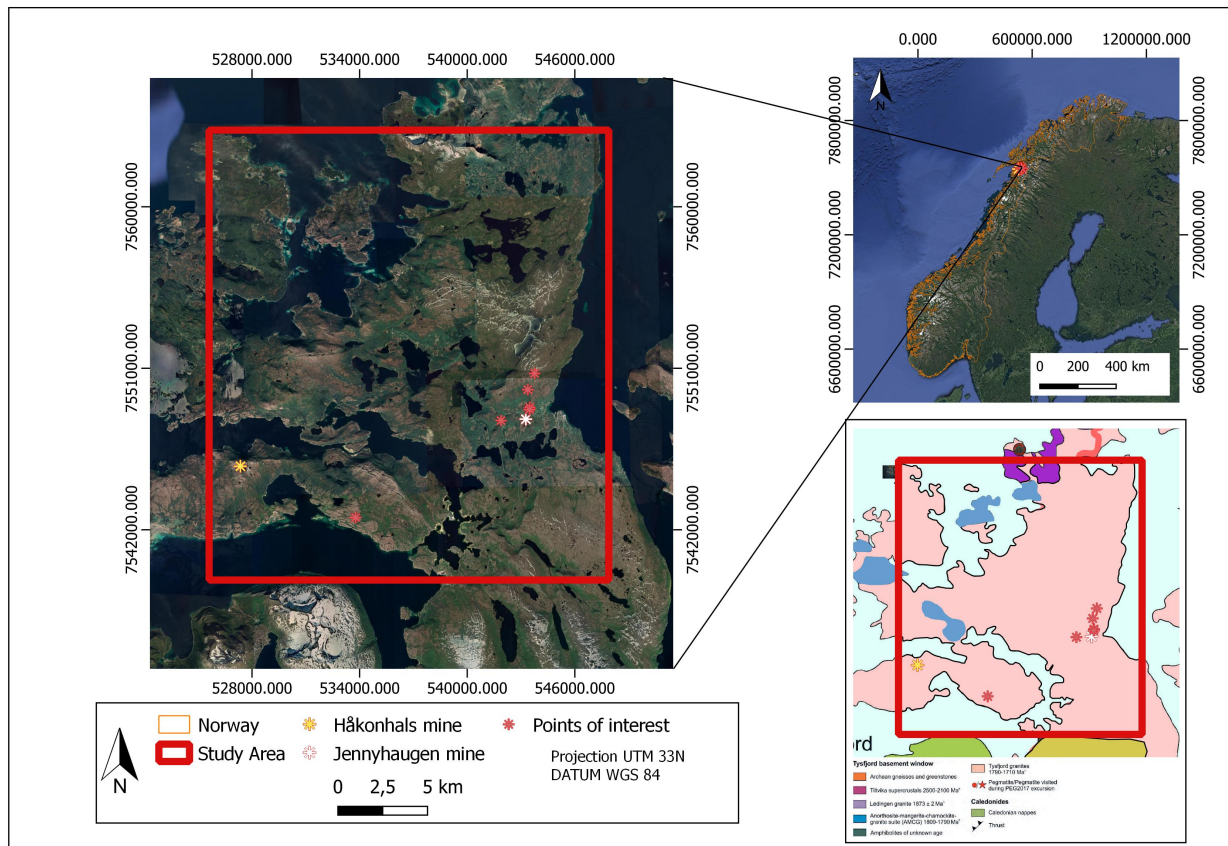 528000.000 534000.000 540000.000 546000.000
7560000.000
7551000.000
7542000.000
7560000.000
7551000.000
7542000.000
528000.000 534000.000 540000.000 546000.000
0.000 600000.000 1200000.000
N
7800000.000
7200000.000
6600000.000
7800000.000
7200000.000
6600000.000
0 200 400 km
N
Norway
Study Area
Håkonhals mine
Jennyhaugen mine
Points of interest
Projection UTM 33N
DATUM WGS 84
0 2,5 5 km
rd
Tysfjord basement window
Archean gneisses and greenstones
Tiltvika supercrustals 2500-2100 Ma
Lødingen granite 1873 ± 2 Ma
Anorthosite-mangerite-charnockite-
granite suite (AMCG) 1800-1790 Ma
Amphibolites of unknown age
Tysfjord granites
1790-1710 Ma
Pegmatite/Pegmatite visited
during PEG2017 excursion
Caledonides
Caledonian nappes
Thrust